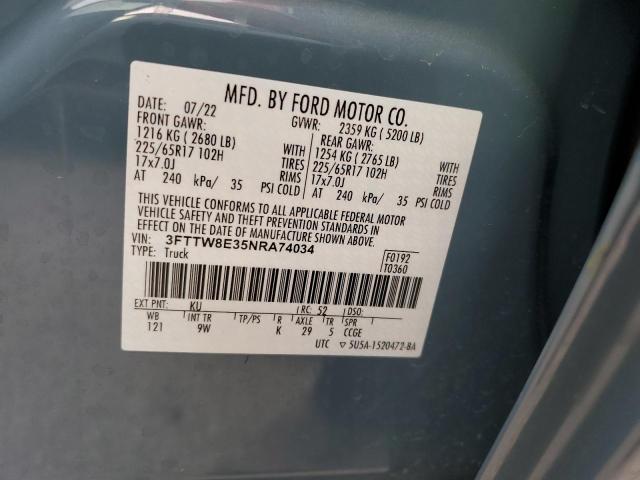 MFD. BY FORD MOTOR CO.
DATE: 07/22 GVWR: 2359 KG ( 5200 LB)
FRONT GAWR: REAR GAWR:
1216 KG ( 2680 LB) 1254 KG ( 2765 LB)
225/65R17 102H TIRES 225/65R17 102H TIRES
17x7.0J RIMS 17x7.0J RIMS
AT 240 kPa/ 35 PSI COLD AT 240 kPa/ 35 PSI COLD
THIS VEHICLE CONFORMS TO ALL APPLICABLE FEDERAL MOTOR
VEHICLE SAFETY AND THEFT PREVENTION STANDARDS IN
EFFECT ON THE DATE OF MANUFACTURE SHOWN ABOVE.
VIN: 3FTTW8E35NRA74034 F0192
TYPE: Truck T0360
EXT PNT: KU RC: 52 DSO:
WB INT TR TP/PS R AXLE TR SPR
121 9W K 29 5 CCGE
UTC ▽ 5U5A-1520472-BA